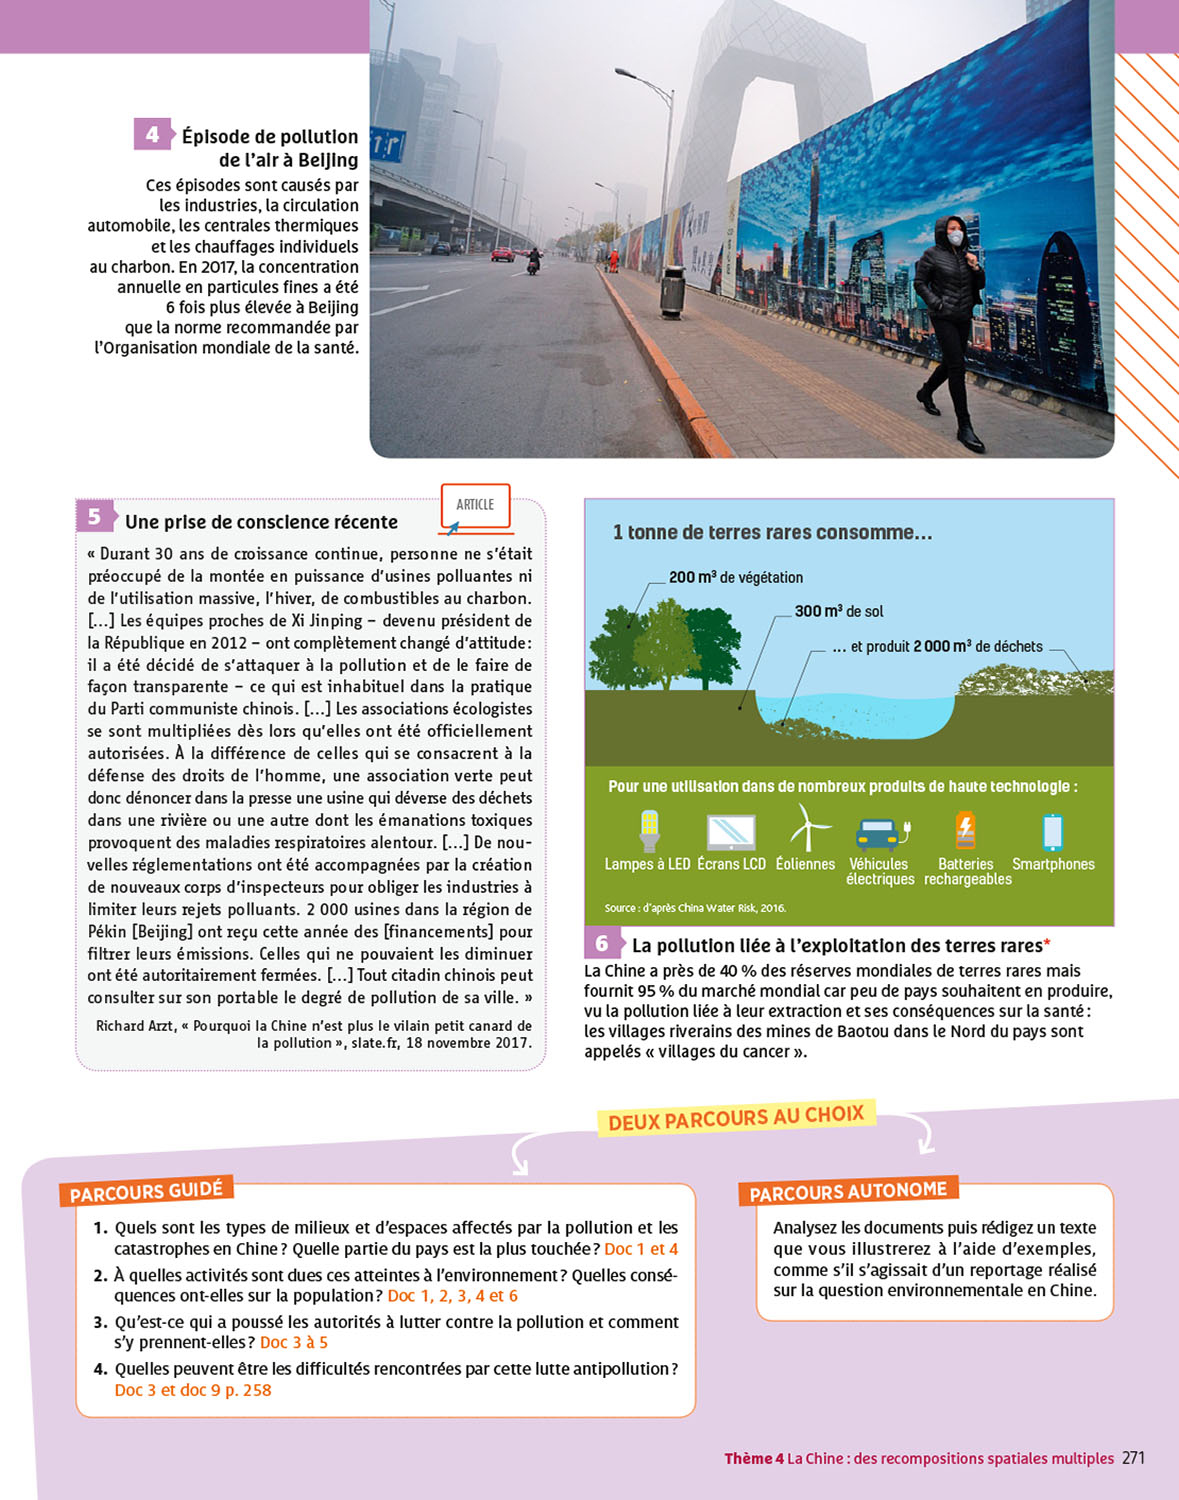 4 Épisode de pollution
de l'air à Beijing
Ces épisodes sont causés par
les industries, la circulation
automobile, les centrales thermiques
et les chauffages individuels
au charbon. En 2017, la concentration
annuelle en particules fines a été
6 fois plus élevée à Beijing
que la norme recommandée par
l'Organisation mondiale de la santé.
5 Une prise de conscience récente
ARTICLE
« Durant 30 ans de croissance continue, personne ne s'était
préoccupé de la montée en puissance d'usines polluantes ni
de l'utilisation massive, l'hiver, de combustibles au charbon.
[...] Les équipes proches de Xi Jinping – devenu président de
la République en 2012 – ont complètement changé d'attitude :
il a été décidé de s'attaquer à la pollution et de le faire de
façon transparente – ce qui est inhabituel dans la pratique
du Parti communiste chinois. [...] Les associations écologistes
se sont multipliées dès lors qu'elles ont été officiellement
autorisées. À la différence de celles qui se consacrent à la
défense des droits de l'homme, une association verte peut
donc dénoncer dans la presse une usine qui déverse des déchets
dans une rivière ou une autre dont les émanations toxiques
provoquent des maladies respiratoires alentour. [...] De nou-
velles réglementations ont été accompagnées par la création
de nouveaux corps d'inspecteurs pour obliger les industries à
limiter leurs rejets polluants. 2 000 usines dans la région de
Pékin [Beijing] ont reçu cette année des [financements] pour
filtrer leurs émissions. Celles qui ne pouvaient les diminuer
ont été autoritairement fermées. [...] Tout citadin chinois peut
consulter sur son portable le degré de pollution de sa ville. »
Richard Arzt, « Pourquoi la Chine n'est plus le vilain petit canard de
la pollution », slate.fr, 18 novembre 2017.
1 tonne de terres rares consomme...
200 m³ de végétation
300 m³ de sol
... et produit 2 000 m³ de déchets
Pour une utilisation dans de nombreux produits de haute technologie :
Lampes à LED Écrans LCD Éoliennes Véhicules Batteries Smartphones
électriques rechargeables
Source : d'après China Water Risk, 2016.
6 La pollution liée à l'exploitation des terres rares*
La Chine a près de 40 % des réserves mondiales de terres rares mais
fournit 95 % du marché mondial car peu de pays souhaitent en produire,
vu la pollution liée à leur extraction et ses conséquences sur la santé :
les villages riverains des mines de Baotou dans le Nord du pays sont
appelés « villages du cancer ».
DEUX PARCOURS AU CHOIX
PARCOURS GUIDÉ
1. Quels sont les types de milieux et d'espaces affectés par la pollution et les
catastrophes en Chine ? Quelle partie du pays est la plus touchée ? Doc 1 et 4
2. À quelles activités sont dues ces atteintes à l'environnement ? Quelles consé-
quences ont-elles sur la population ? Doc 1, 2, 3, 4 et 6
3. Qu'est-ce qui a poussé les autorités à lutter contre la pollution et comment
s'y prennent-elles ? Doc 3 à 5
4. Quelles peuvent être les difficultés rencontrées par cette lutte antipollution ?
Doc 3 et doc 9 p. 258
PARCOURS AUTONOME
Analysez les documents puis rédigez un texte
que vous illustrerez à l'aide d'exemples,
comme s'il s'agissait d'un reportage réalisé
sur la question environnementale en Chine.
Thème 4 La Chine : des recompositions spatiales multiples 271